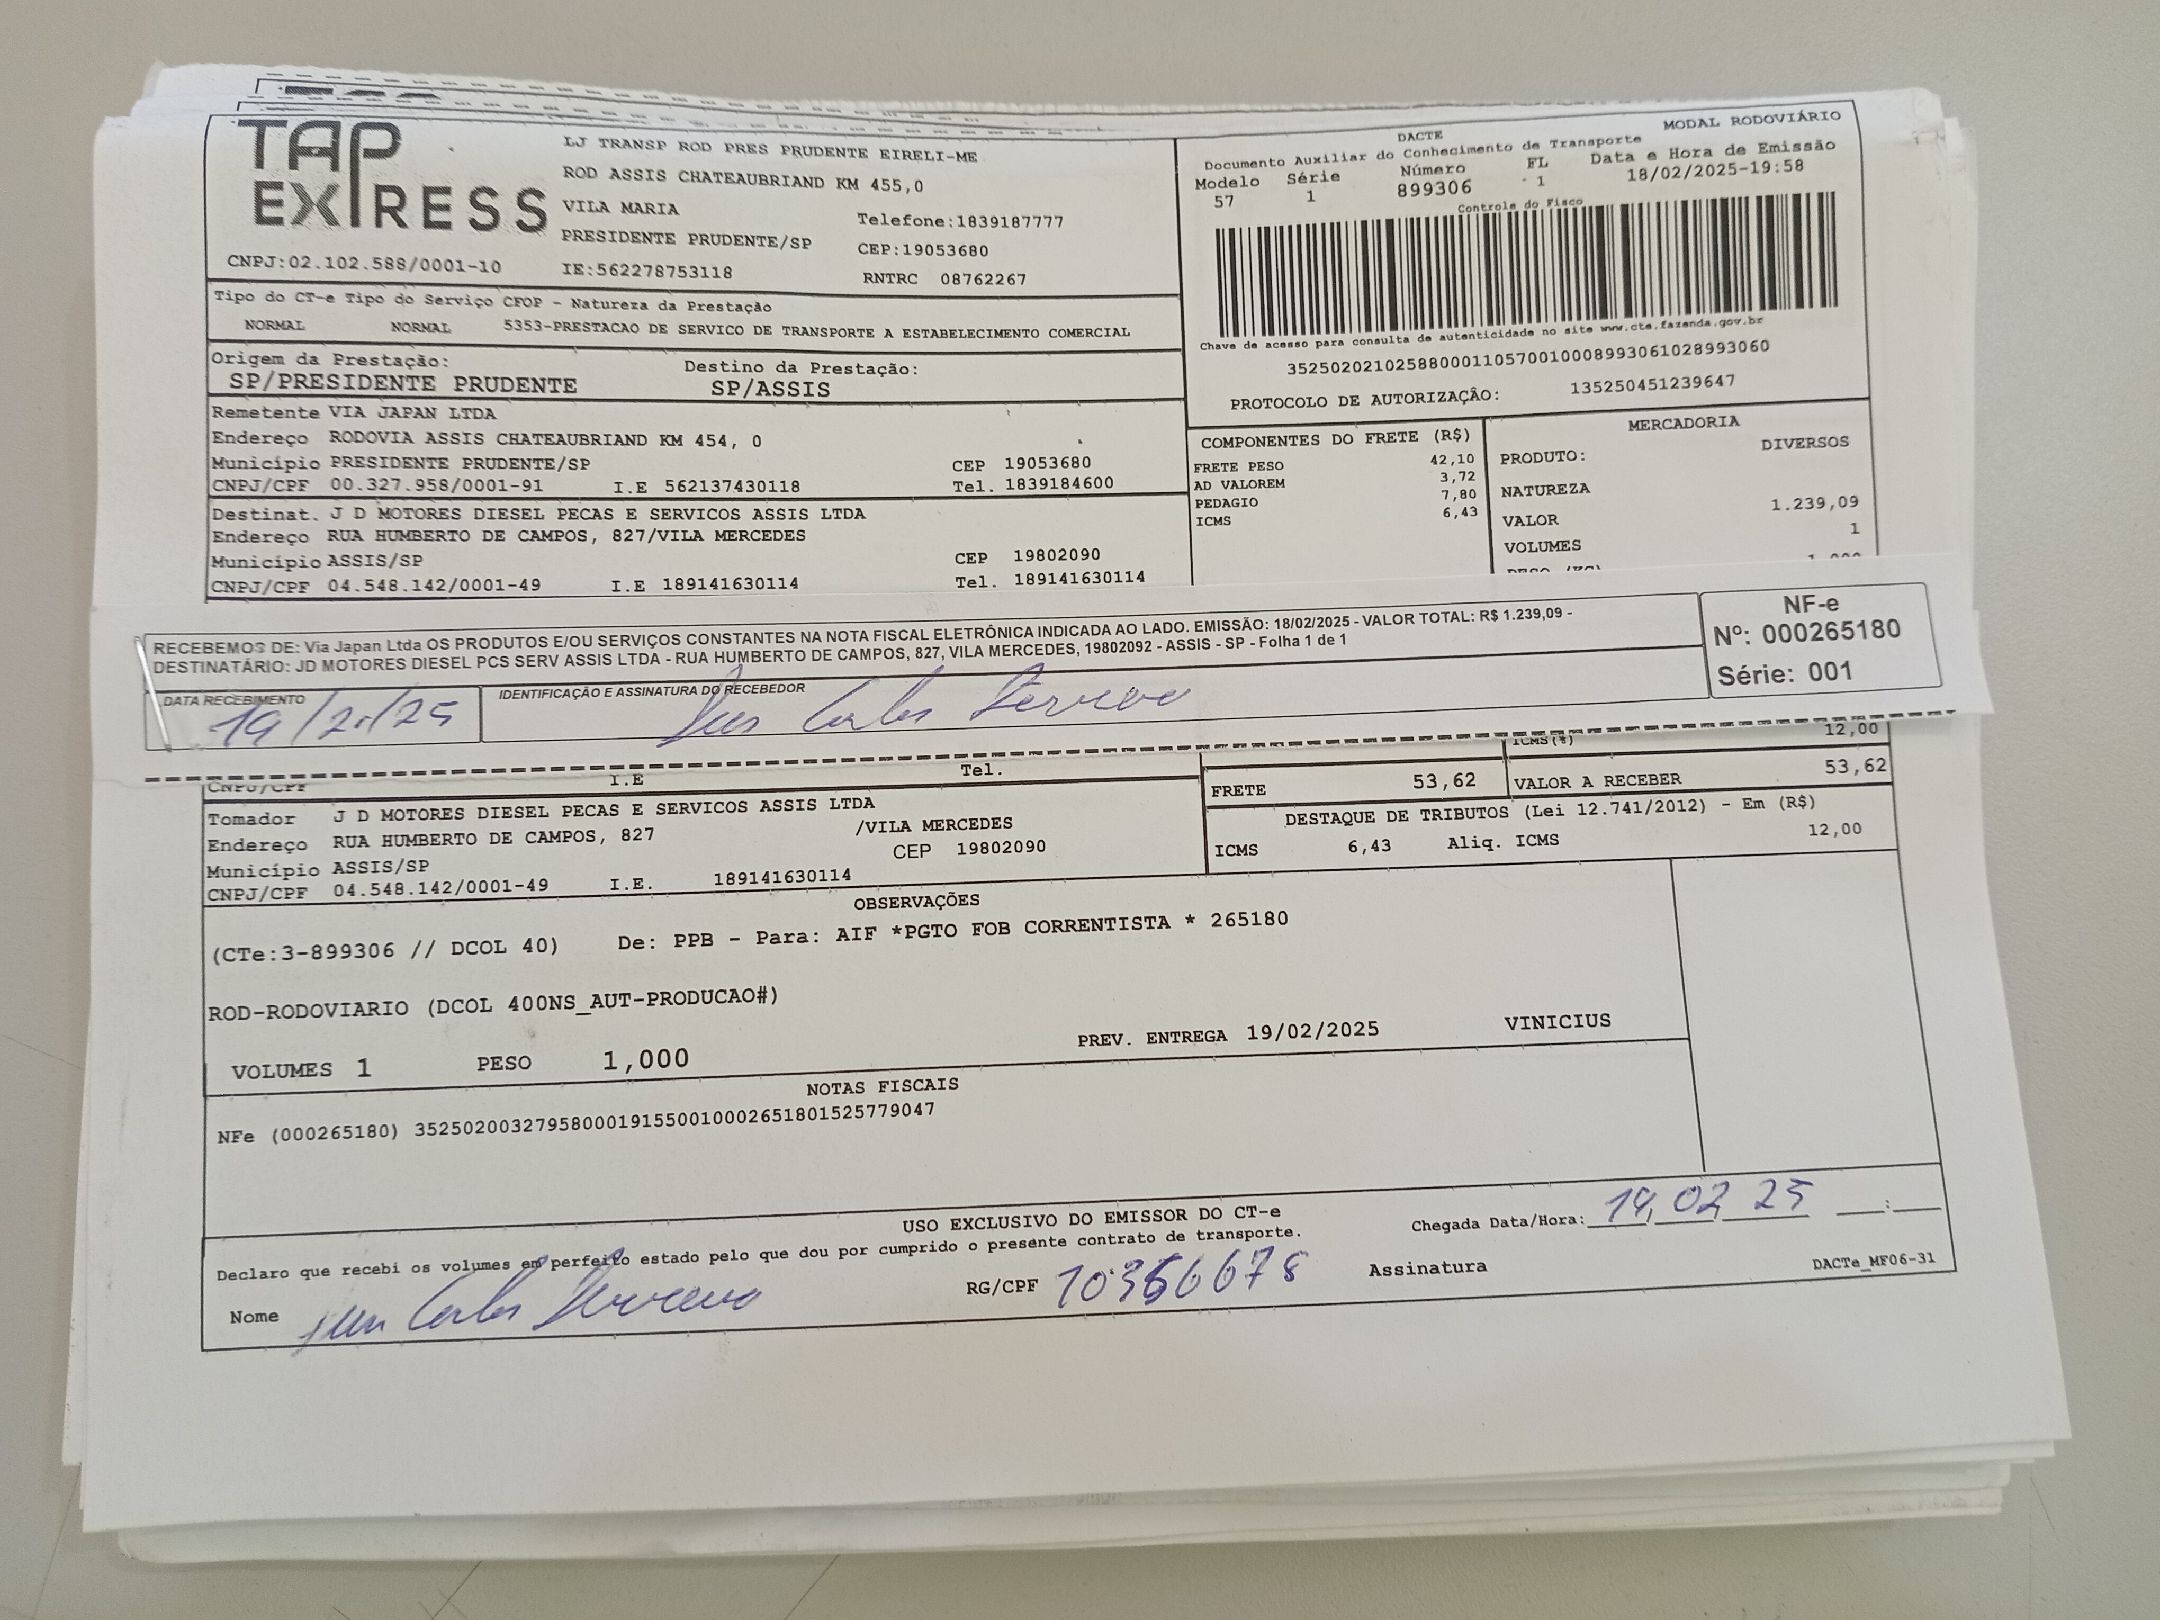 TAP EXPRESS
LJ TRANSP ROD PRES PRUDENTE EIRELI-ME
ROD ASSIS CHATEAUBRIAND KM 455,0
VILA MARIA
Telefone:1839187777
PRESIDENTE PRUDENTE/SP
CEP:19053680
CNPJ:02.102.588/0001-10 IE:562278753118 RNTRC 08762267
MODAL RODOVIÁRIO
DACTE
Documento Auxiliar do Conhecimento de Transporte
Modelo Série Número FL Data e Hora de Emissão
57 1 899306 1 18/02/2025-19:58
Controle do Fisco
Chave de acesso para consulta de autenticidade no site www.cte.fazenda.gov.br
35250202102588000110570010008993061028993060
PROTOCOLO DE AUTORIZAÇÃO: 135250451239647
Tipo do CT-e Tipo do Serviço CFOP - Natureza da Prestação
NORMAL NORMAL 5353-PRESTACAO DE SERVICO DE TRANSPORTE A ESTABELECIMENTO COMERCIAL
Origem da Prestação: Destino da Prestação:
SP/PRESIDENTE PRUDENTE SP/ASSIS
Remetente VIA JAPAN LTDA
Endereço RODOVIA ASSIS CHATEAUBRIAND KM 454, 0
Município PRESIDENTE PRUDENTE/SP CEP 19053680
CNPJ/CPF 00.327.958/0001-91 I.E 562137430118 Tel. 1839184600
Destinat. J D MOTORES DIESEL PECAS E SERVICOS ASSIS LTDA
Endereço RUA HUMBERTO DE CAMPOS, 827/VILA MERCEDES
Município ASSIS/SP CEP 19802090
CNPJ/CPF 04.548.142/0001-49 I.E 189141630114 Tel. 189141630114
COMPONENTES DO FRETE (R$)
FRETE PESO 42,10
AD VALOREM 3,72
PEDAGIO 7,80
ICMS 6,43
MERCADORIA
PRODUTO: DIVERSOS
NATUREZA
VALOR 1.239,09
VOLUMES 1
RECEBEMOS DE: Via Japan Ltda OS PRODUTOS E/OU SERVIÇOS CONSTANTES NA NOTA FISCAL ELETRÔNICA INDICADA AO LADO. EMISSÃO: 18/02/2025 - VALOR TOTAL: R$ 1.239,09 -
DESTINATÁRIO: JD MOTORES DIESEL PCS SERV ASSIS LTDA - RUA HUMBERTO DE CAMPOS, 827, VILA MERCEDES, 19802092 - ASSIS - SP - Folha 1 de 1
NF-e
Nº: 000265180
Série: 001
DATA RECEBIMENTO IDENTIFICAÇÃO E ASSINATURA DO RECEBEDOR
Carlos
CNPJ/CPF I.E Tel.
ICMS(%) 12,00
FRETE 53,62 VALOR A RECEBER 53,62
Tomador J D MOTORES DIESEL PECAS E SERVICOS ASSIS LTDA
Endereço RUA HUMBERTO DE CAMPOS, 827 /VILA MERCEDES
Município ASSIS/SP CEP 19802090
CNPJ/CPF 04.548.142/0001-49 I.E. 189141630114
DESTAQUE DE TRIBUTOS (Lei 12.741/2012) - Em (R$)
ICMS 6,43 Aliq. ICMS 12,00
OBSERVAÇÕES
(CTe:3-899306 // DCOL 40) De: PPB - Para: AIF *PGTO FOB CORRENTISTA * 265180
ROD-RODOVIARIO (DCOL 400NS_AUT-PRODUCAO#)
VOLUMES 1 PESO 1,000 PREV. ENTREGA 19/02/2025 VINICIUS
NOTAS FISCAIS
NFe (000265180) 35250200327958000191550010002651801525779047
USO EXCLUSIVO DO EMISSOR DO CT-e
Declaro que recebi os volumes em perfeito estado pelo que dou por cumprido o presente contrato de transporte.
Chegada Data/Hora: 19,02 25 :
Nome Carlos RG/CPF 10356678 Assinatura
DACTe_MF06-31